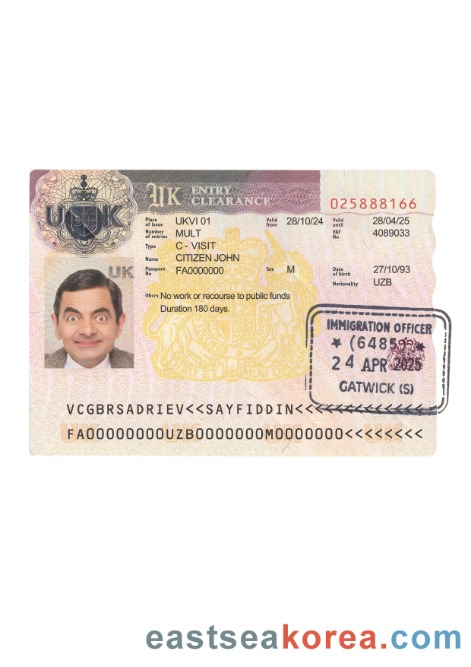 UK
UK ENTRY CLEARANCE
025888166
Place of Issue UKVI 01 Valid from 28/10/24 Valid until 28/04/25
Number of entries MULT VAF No 4089033
Type C - VISIT
Name CITIZEN JOHN
Passport No FA0000000 Sex M Date of birth 27/10/93
Nationality UZB
UK
Obsrv No work or recourse to public funds
Duration 180 days.
IMMIGRATION OFFICER
★ (6485) ★
24 APR 2025
GATWICK (S)
VCGBRSADRIEV<<SAYFIDDIN<<<<<<<<<<<<<
FA00000000UZB0000000M0000000<<<<<<<<
eastseakorea.com